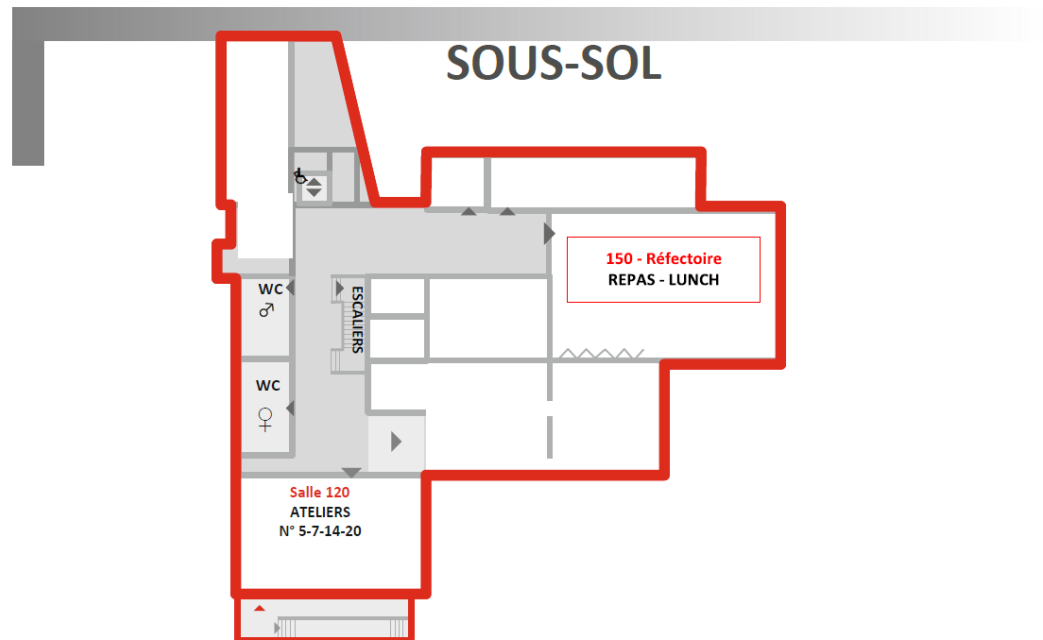 SOUS-SOL
150 - Réfectoire
REPAS - LUNCH
WC
ESCALIERS
WC
Salle 120
ATELIERS
N° 5-7-14-20